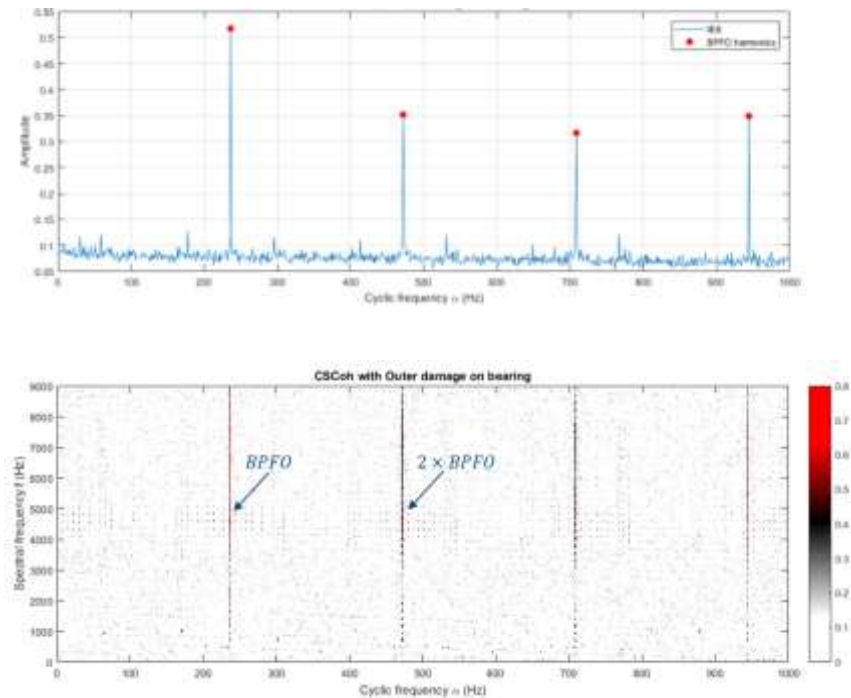 0.55
0.5
0.45
0.4
0.35
0.3
0.25
0.2
0.15
0.1
0.05
Amplitude
IES
BPFO harmonics
0 100 200 300 400 500 600 700 800 900 1000
Cyclic frequency α (Hz)
CSCoh with Outer damage on bearing
9000
8000
7000
6000
5000
4000
3000
2000
1000
0
Spectral frequency f (Hz)
BPFO
2 × BPFO
0.8
0.7
0.6
0.5
0.4
0.3
0.2
0.1
0
0 100 200 300 400 500 600 700 800 900 1000
Cyclic frequency α (Hz)